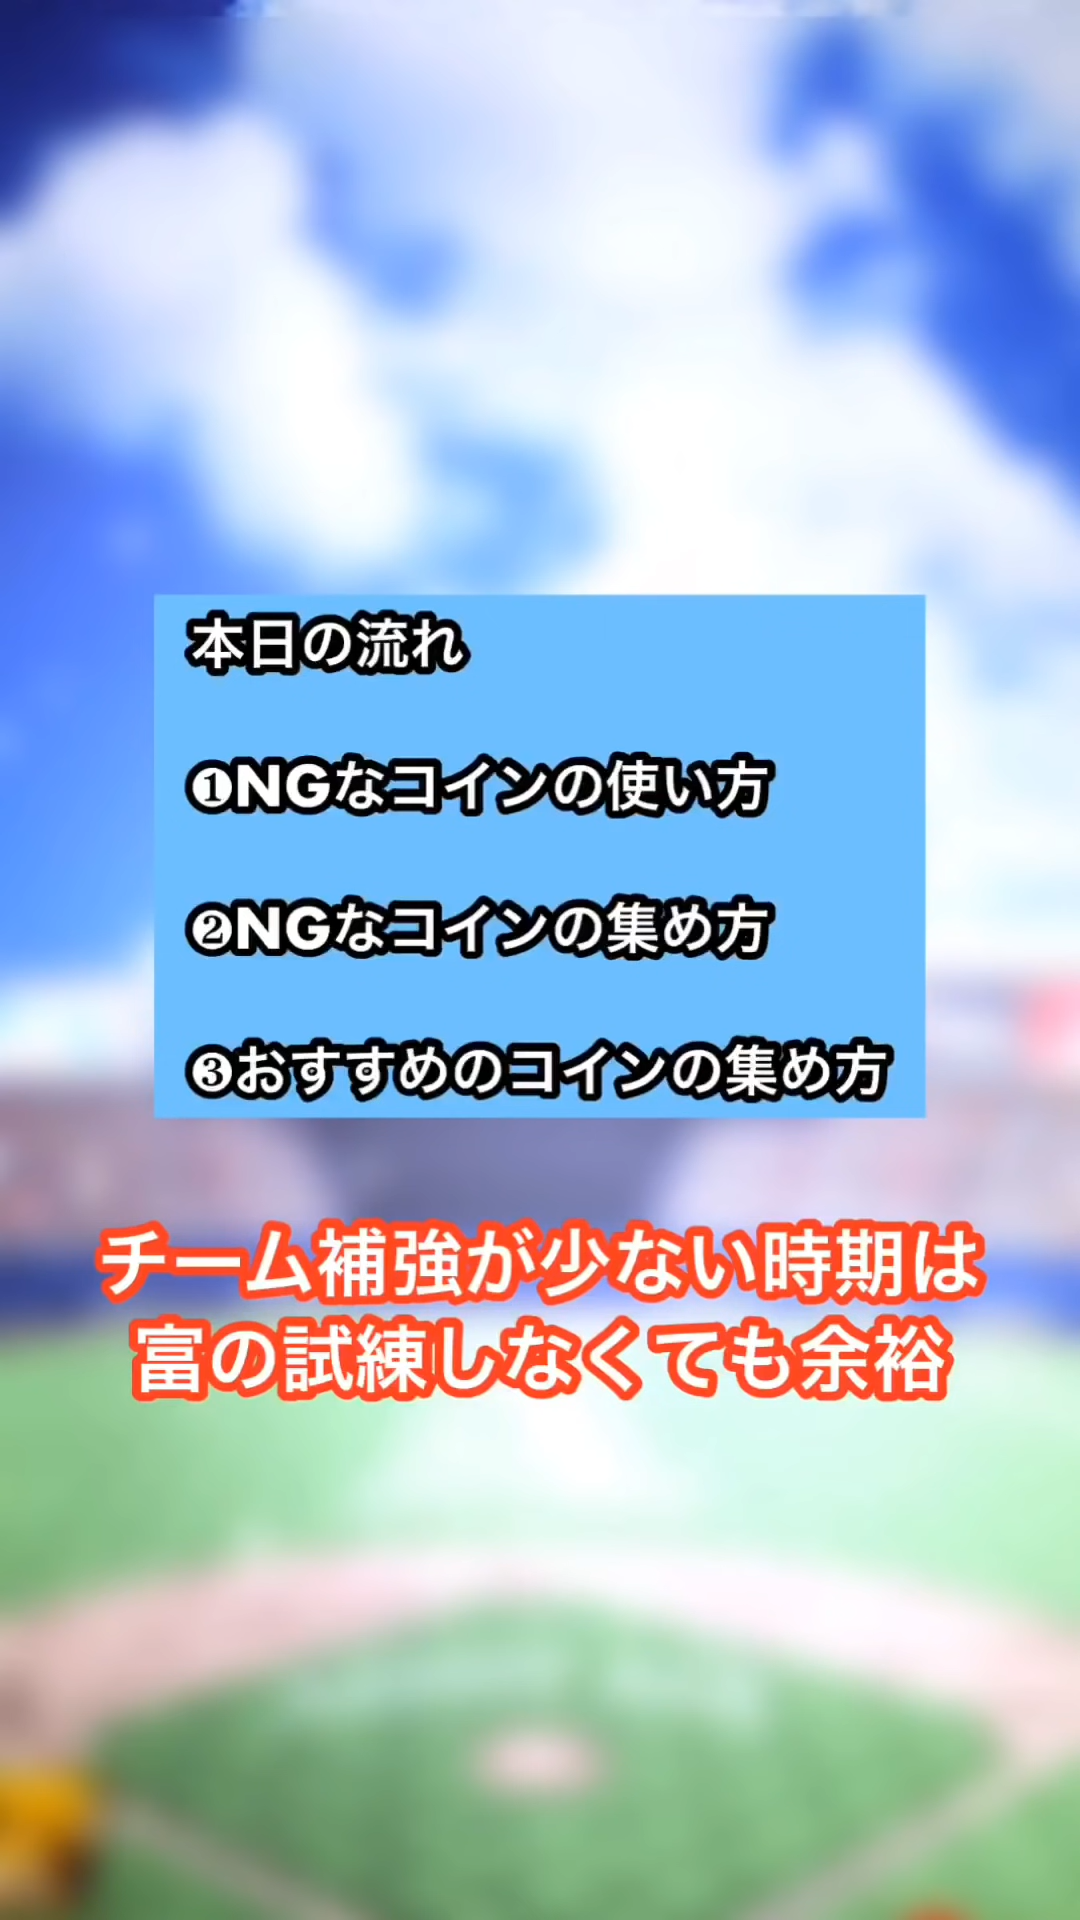 本日の流れ
❶NGなコインの使い方
❷NGなコインの集め方
❸おすすめのコインの集め方
チーム補強が少ない時期は
富の試練しなくても余裕